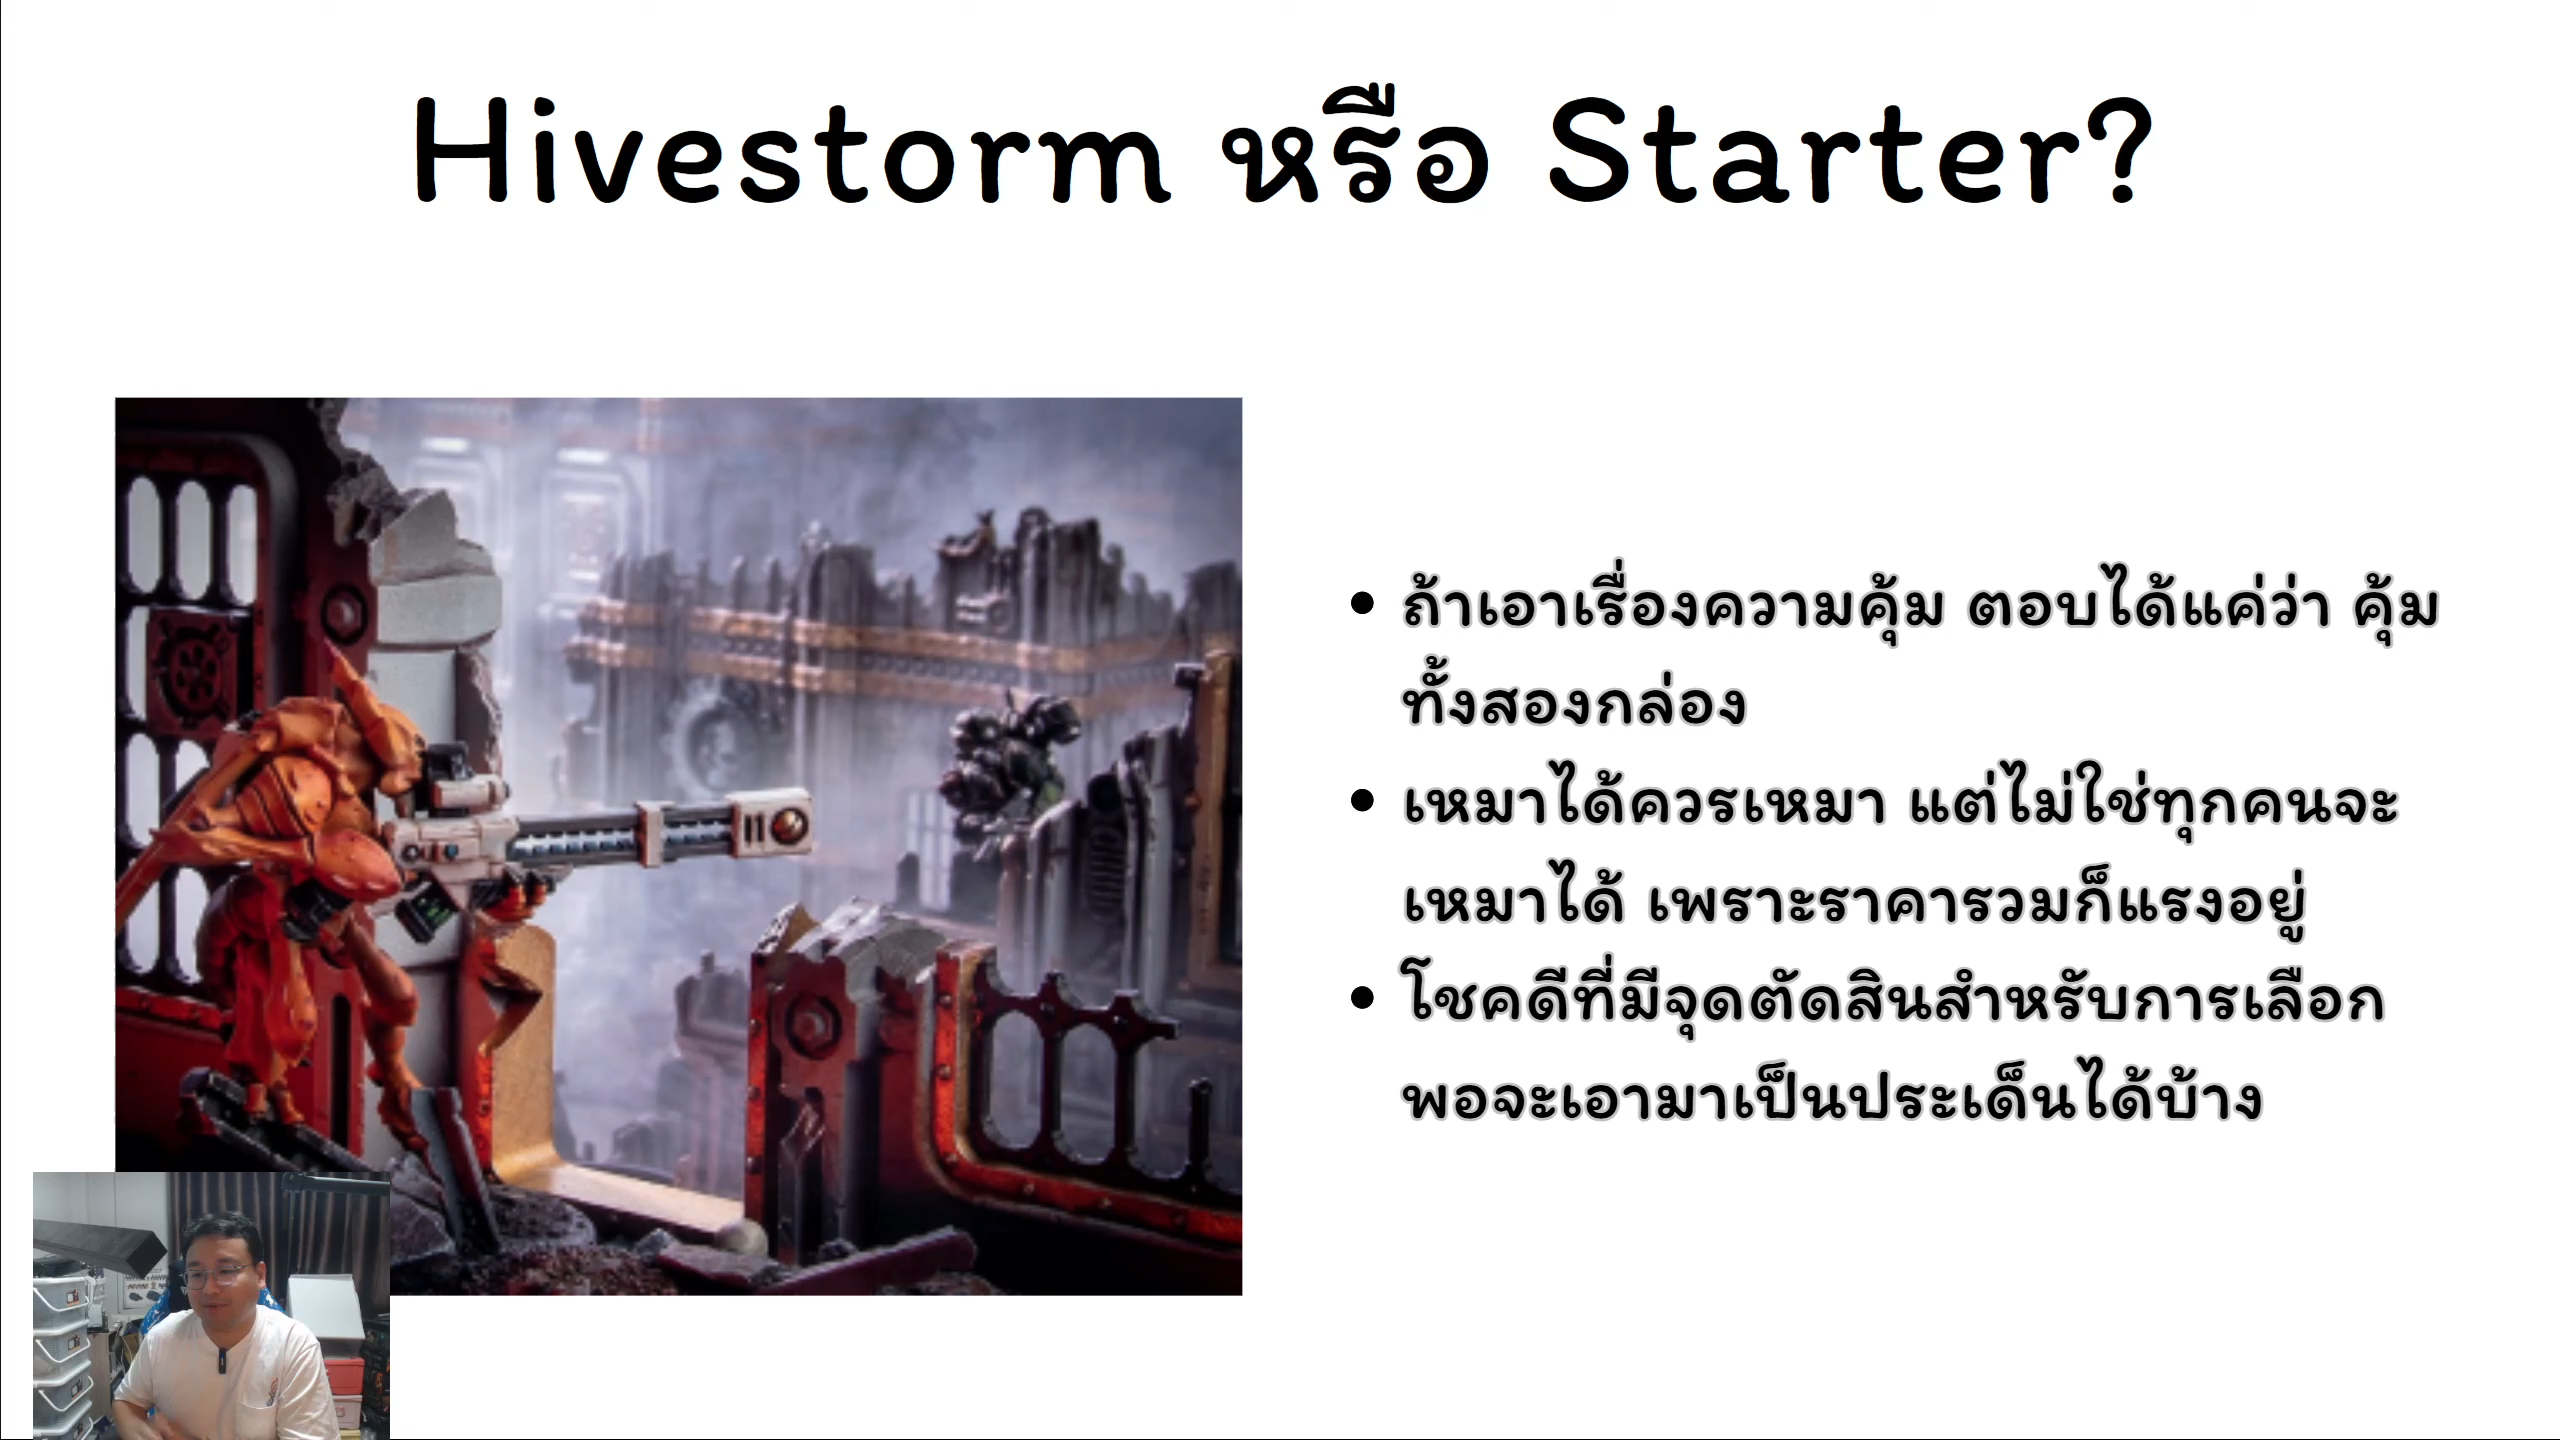 Hivestorm หรือ Starter?
• ถ้าเอาเรื่องความคุ้ม ตอบได้แค่ว่า คุ้ม
ทั้งสองกล่อง
• เหมาได้ควรเหมา แต่ไม่ใช่ทุกคนจะ
เหมาได้ เพราะราคารวมก็แรงอยู่
• โชคดีที่มีจุดตัดสินสำหรับการเลือก
พอจะเอามาเป็นประเด็นได้บ้าง